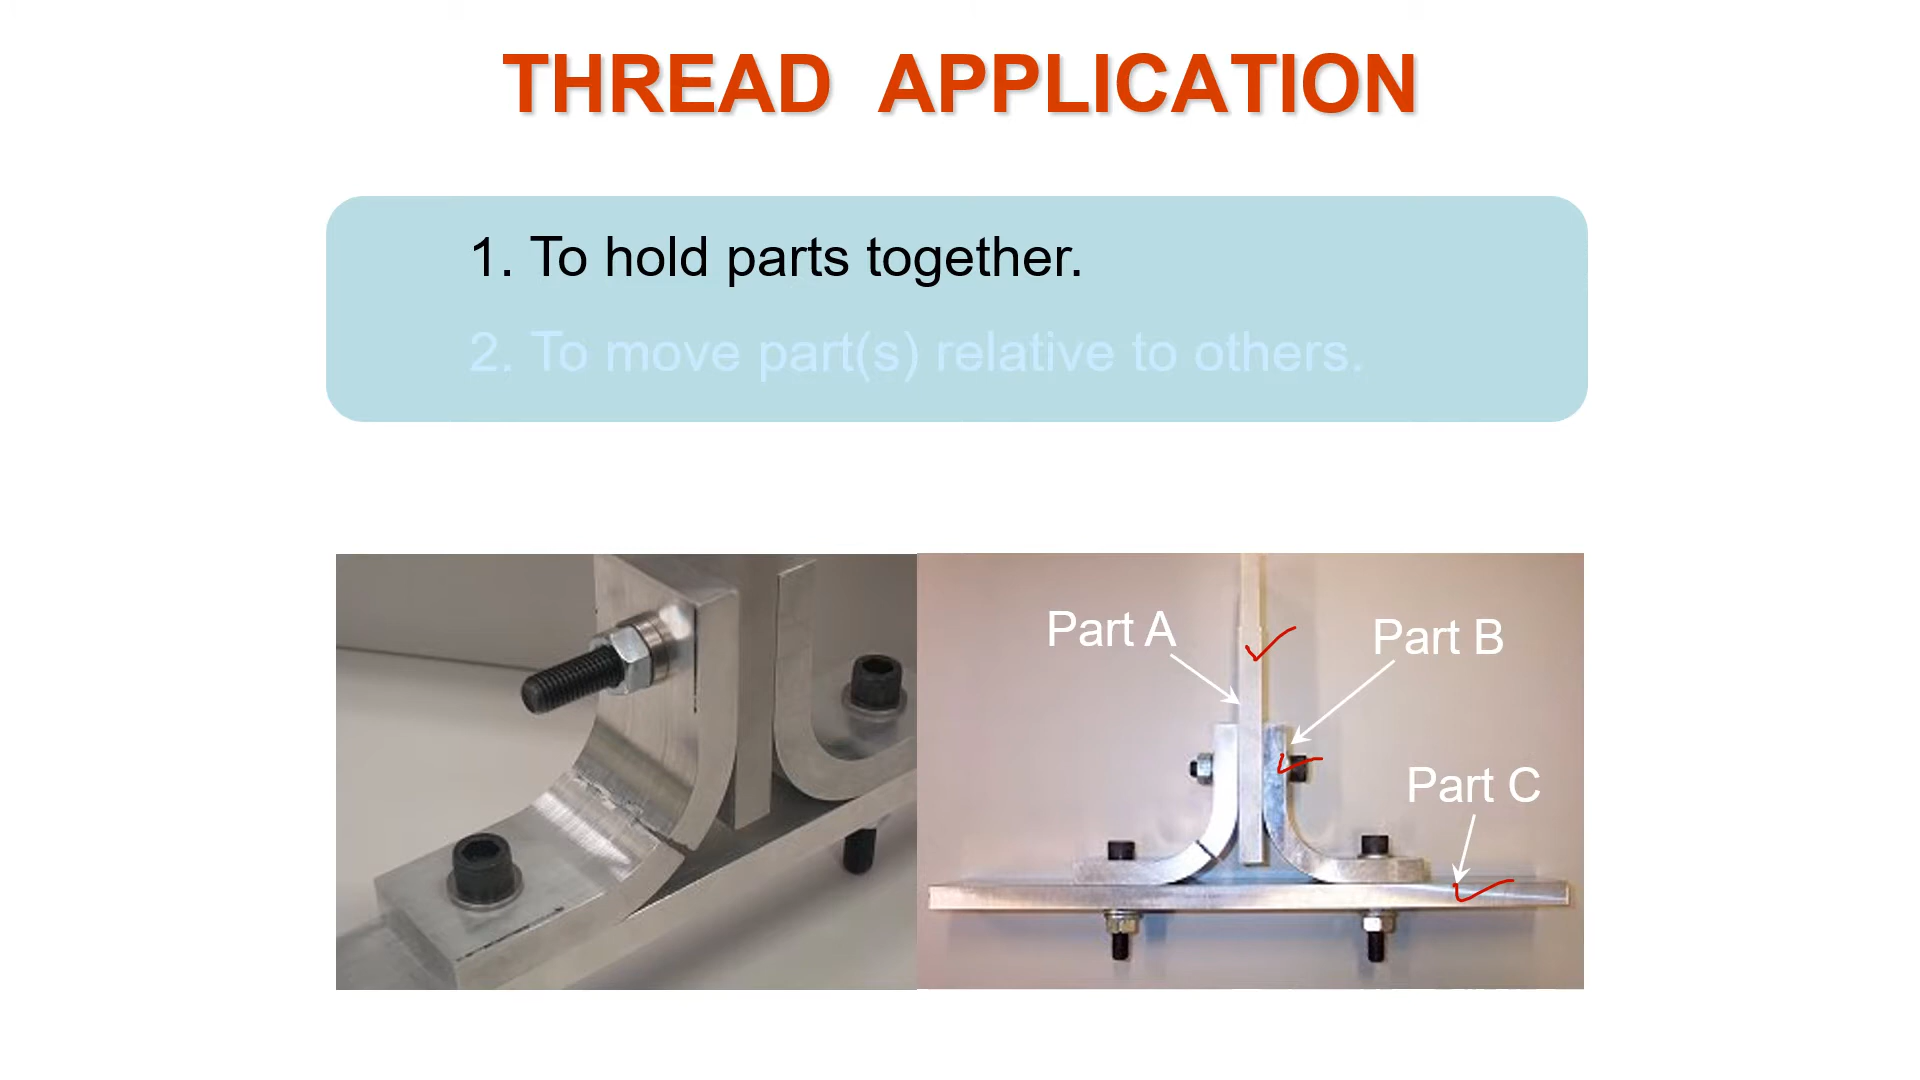 THREAD APPLICATION
1. To hold parts together.
2. To move part(s) relative to others.
Part A
Part B
Part C